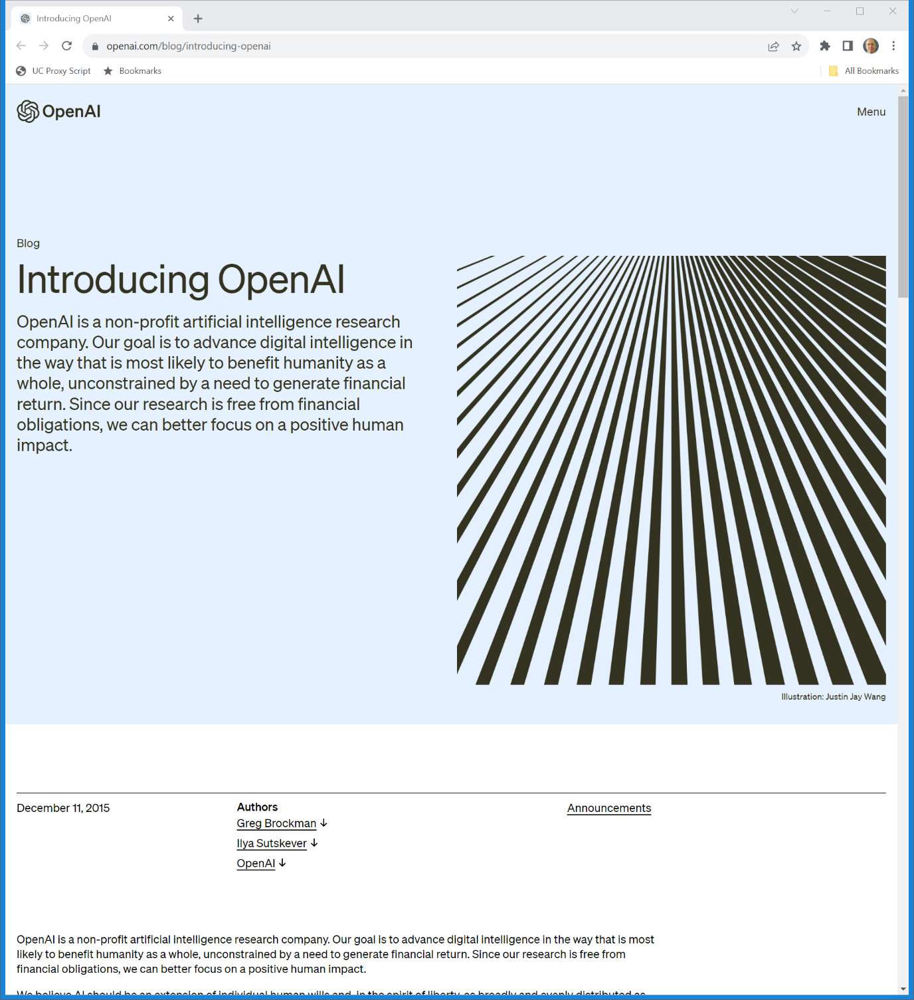 Introducing OpenAI
openai.com/blog/introducing-openai
UC Proxy Script
Bookmarks
All Bookmarks
OpenAI
Menu
Blog
Introducing OpenAI
OpenAI is a non-profit artificial intelligence research
company. Our goal is to advance digital intelligence in
the way that is most likely to benefit humanity as a
whole, unconstrained by a need to generate financial
return. Since our research is free from financial
obligations, we can better focus on a positive human
impact.
Illustration: Justin Jay Wang
December 11, 2015
Authors
Greg Brockman ↓
Ilya Sutskever ↓
OpenAI ↓
Announcements
OpenAI is a non-profit artificial intelligence research company. Our goal is to advance digital intelligence in the way that is most
likely to benefit humanity as a whole, unconstrained by a need to generate financial return. Since our research is free from
financial obligations, we can better focus on a positive human impact.
We believe AI should be an extension of individual human wills and, in the spirit of liberty, as broadly and evenly distributed as